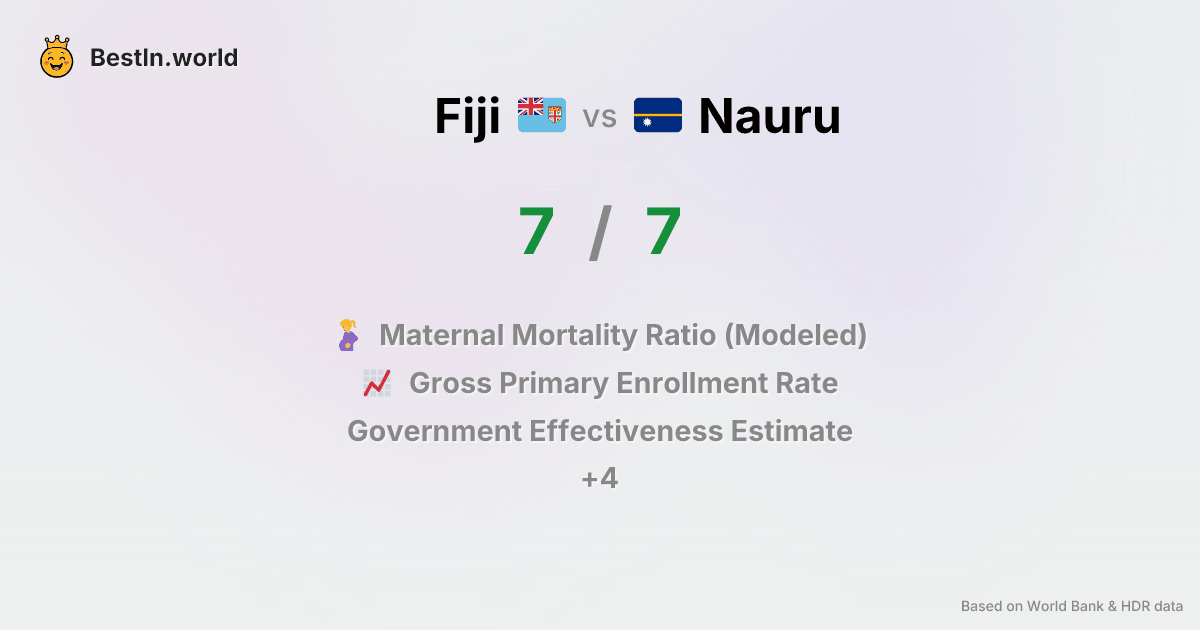 BestIn.world
Fiji vs Nauru
7 / 7
Maternal Mortality Ratio (Modeled)
Gross Primary Enrollment Rate
Government Effectiveness Estimate
+4
Based on World Bank & HDR data